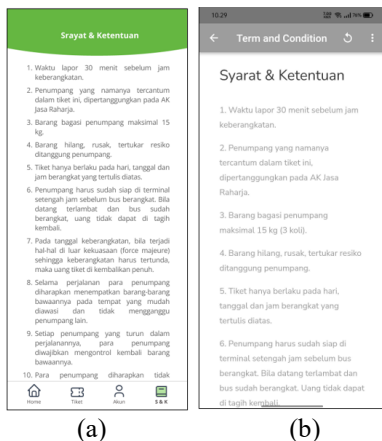 Srayat & Ketentuan
1. Waktu lapor 30 menit sebelum jam
keberangkatan.
2. Penumpang yang namanya tercantum
dalam tiket ini, dipertanggungkan pada AK
Jasa Raharja.
3. Barang bagasi penumpang maksimal 15
kg.
4. Barang hilang, rusak, tertukar resiko
ditanggung penumpang.
5. Tiket hanya berlaku pada hari, tanggal dan
jam berangkat yang tertulis diatas.
6. Penumpang harus sudah siap di terminal
setengah jam sebelum bus berangkat. Bila
datang terlambat dan bus sudah
berangkat, uang tidak dapat di tagih
kembali.
7. Pada tanggal keberangkatan, bila terjadi
hal-hal di luar kekuasaan (force majeure)
sehingga keberangkatan harus tertunda,
maka uang tiket di kembalikan penuh.
8. Selama perjalanan para penumpang
diharapkan menempatkan barang-barang
bawaannya pada tempat yang mudah
diawasi dan tidak mengganggu
penumpang lain.
9. Setiap penumpang yang turun dalam
perjalanannya, para penumpang
diwajibkan mengontrol kembali barang
bawaannya.
10. Para penumpang diharapkan tidak
Home Tiket Akun S & K
(a)
10.29
Term and Condition
Syarat & Ketentuan
1. Waktu lapor 30 menit sebelum jam
keberangkatan.
2. Penumpang yang namanya
tercantum dalam tiket ini,
dipertanggungkan pada AK Jasa
Raharja.
3. Barang bagasi penumpang
maksimal 15 kg (3 koli).
4. Barang hilang, rusak, tertukar resiko
ditanggung penumpang.
5. Tiket hanya berlaku pada hari,
tanggal dan jam berangkat yang
tertulis diatas.
6. Penumpang harus sudah siap di
terminal setengah jam sebelum bus
berangkat. Bila datang terlambat dan
bus sudah berangkat. Uang tidak dapat
di tagih kembali.
(b)